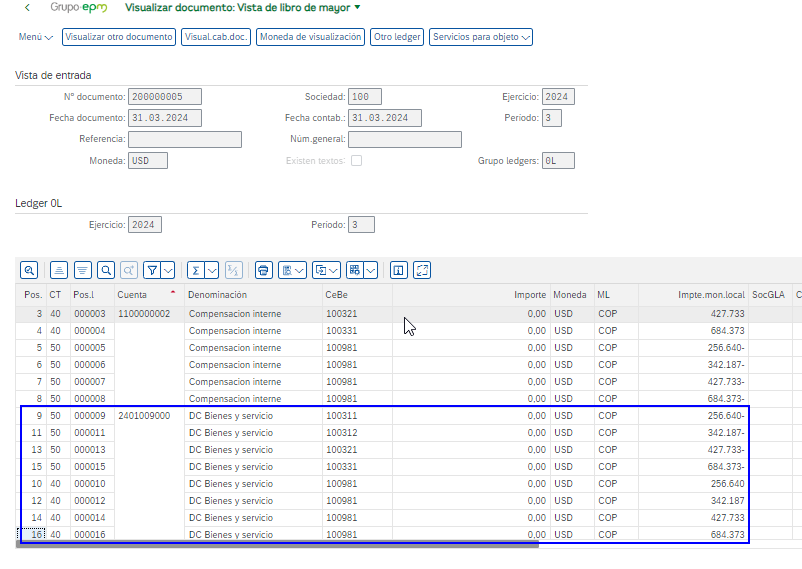 Grupo·epm Visualizar documento: Vista de libro de mayor
Menú Visualizar otro documento Visual.cab.doc. Moneda de visualización Otro ledger Servicios para objeto
Vista de entrada
Nº documento: 200000005 Sociedad: 100 Ejercicio: 2024
Fecha documento: 31.03.2024 Fecha contab.: 31.03.2024 Período: 3
Referencia: Núm.general:
Moneda: USD Existen textos: Grupo ledgers: 0L
Ledger 0L
Ejercicio: 2024 Período: 3
Pos. CT Pos.l Cuenta Denominación CeBe Importe Moneda ML Impte.mon.local SocGLA C
3 40 000003 1100000002 Compensacion interne 100321 0,00 USD COP 427.733
4 40 000004 Compensacion interne 100331 0,00 USD COP 684.373
5 50 000005 Compensacion interne 100981 0,00 USD COP 256.640-
6 50 000006 Compensacion interne 100981 0,00 USD COP 342.187-
7 50 000007 Compensacion interne 100981 0,00 USD COP 427.733-
8 50 000008 Compensacion interne 100981 0,00 USD COP 684.373-
9 50 000009 2401009000 DC Bienes y servicio 100311 0,00 USD COP 256.640-
11 50 000011 DC Bienes y servicio 100312 0,00 USD COP 342.187-
13 50 000013 DC Bienes y servicio 100321 0,00 USD COP 427.733-
15 50 000015 DC Bienes y servicio 100331 0,00 USD COP 684.373-
10 40 000010 DC Bienes y servicio 100981 0,00 USD COP 256.640
12 40 000012 DC Bienes y servicio 100981 0,00 USD COP 342.187
14 40 000014 DC Bienes y servicio 100981 0,00 USD COP 427.733
16 40 000016 DC Bienes y servicio 100981 0,00 USD COP 684.373